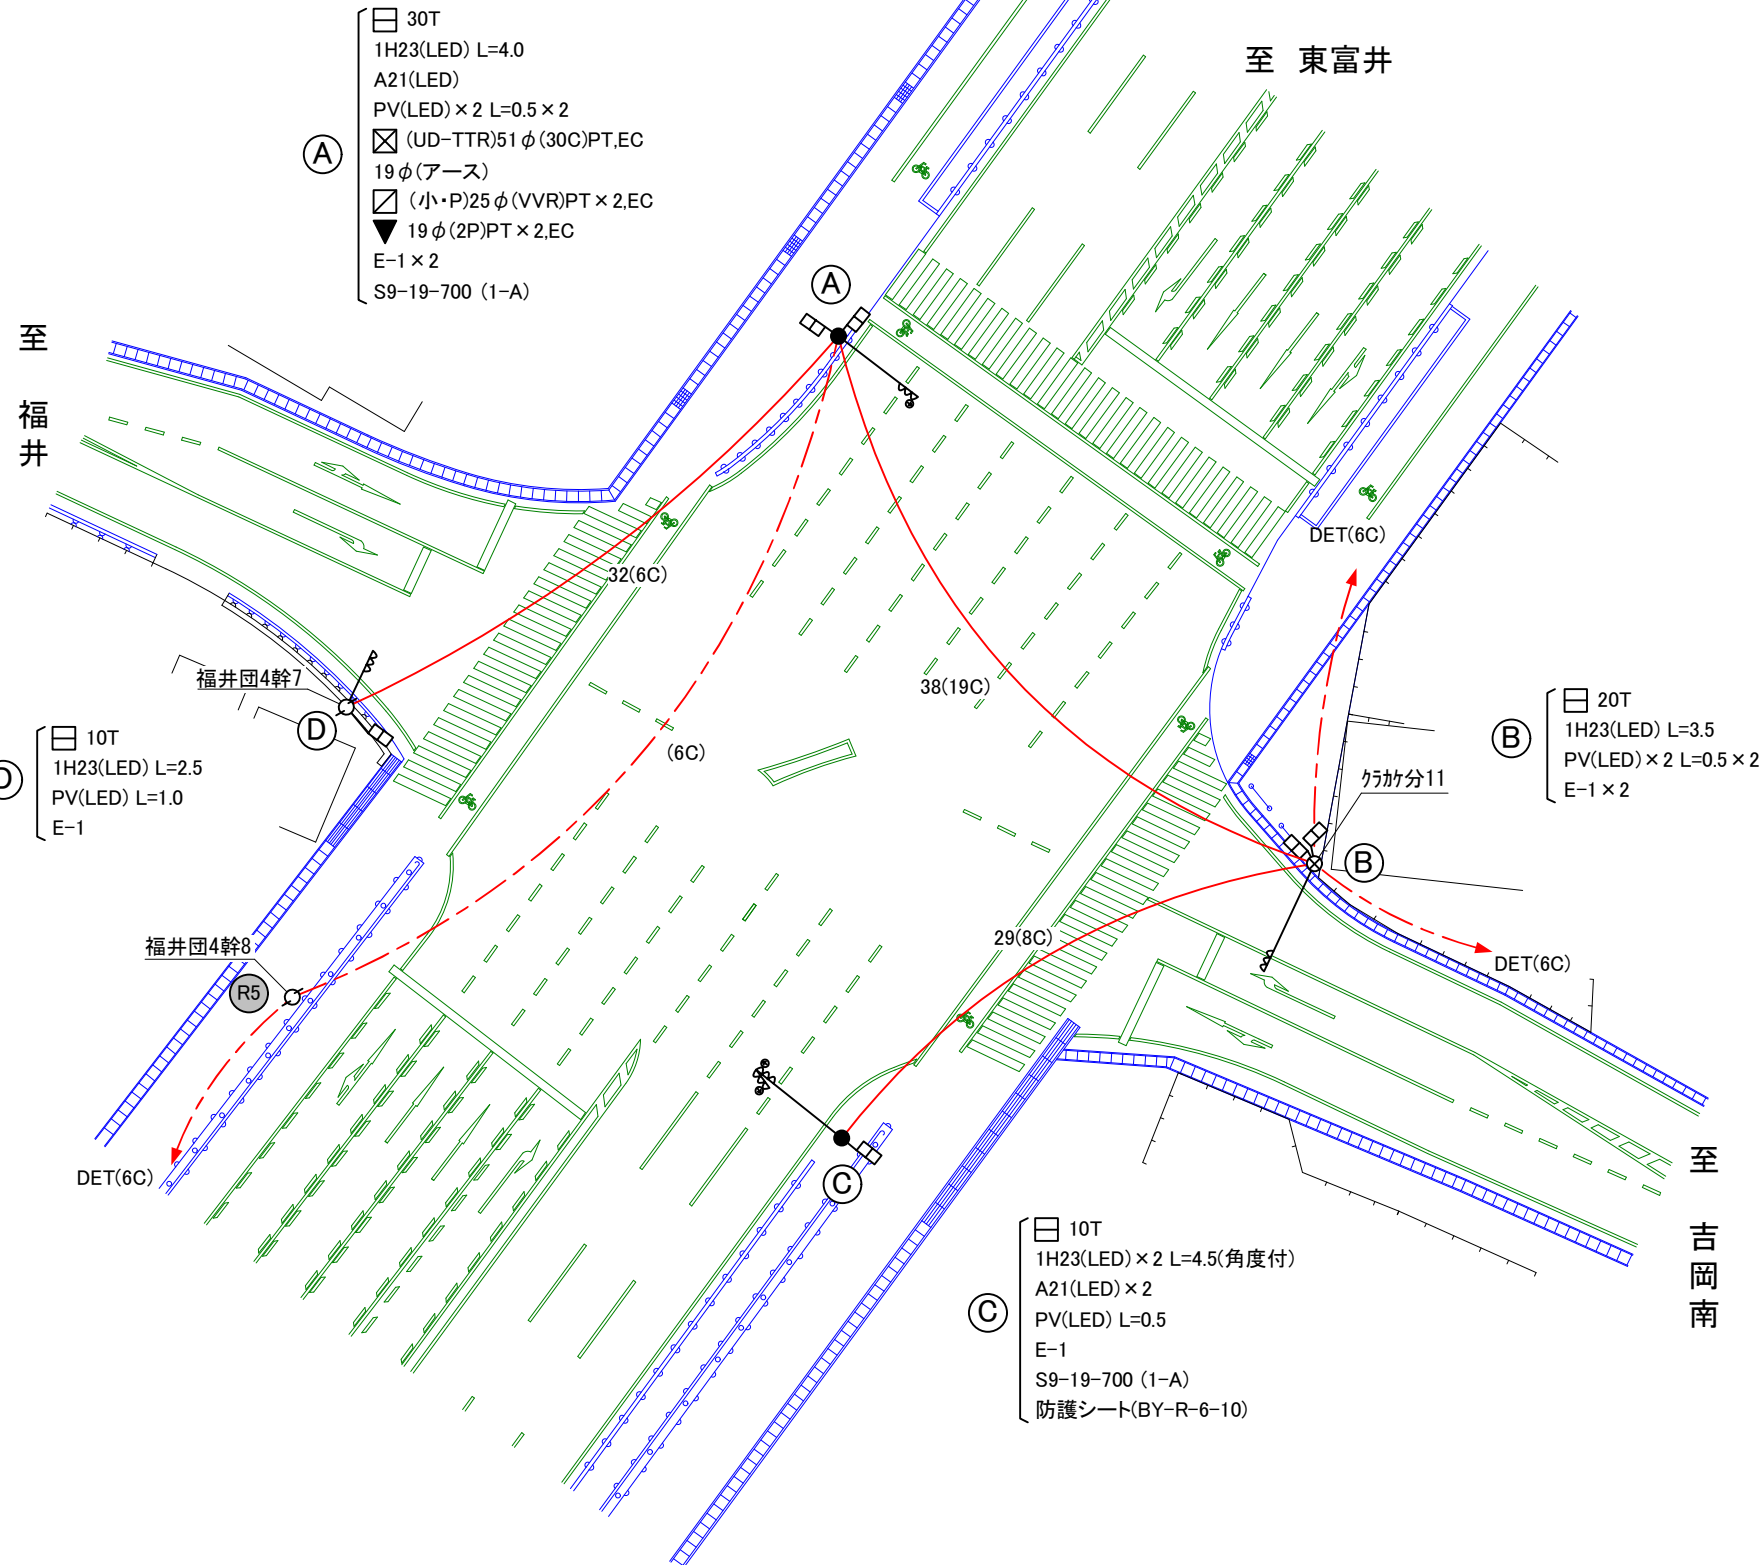 30T
1H23(LED) L=4.0
A21(LED)
PV(LED)×2 L=0.5×2
(UD-TTR)51φ(30C)PT,EC
19φ(アース)
(小・P)25φ(VVR)PT×2,EC
19φ(2P)PT×2,EC
E-1×2
S9-19-700 (1-A)
A
至 東富井
A
至 福井
DET(6C)
32(6C)
福井団4幹7
38(19C)
D
(6C)
10T
1H23(LED) L=2.5
PV(LED) L=1.0
E-1
D
20T
1H23(LED) L=3.5
PV(LED)×2 L=0.5×2
E-1×2
B
クラカケ分11
B
29(8C)
DET(6C)
福井団4幹8
R5
DET(6C)
C
至 吉岡南
10T
1H23(LED)×2 L=4.5(角度付)
A21(LED)×2
PV(LED) L=0.5
E-1
S9-19-700 (1-A)
防護シート(BY-R-6-10)
C